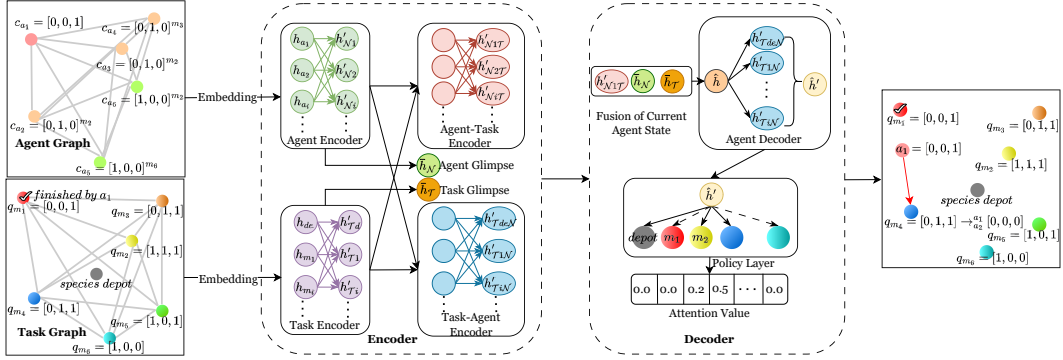 c_{a_1} = [0,0,1]
c_{a_4} = [0,1,0]^{m_3}
c_{a_3} = [0,1,0]^{m_2}
c_{a_6} = [1,0,0]^{m_3}
c_{a_2} = [0,1,0]^{m_2}
Agent Graph
c_{a_5} = [1,0,0]^{m_6}
finished by a_1
q_{m_1} = [0,0,1]
q_{m_3} = [0,1,1]
q_{m_2} = [1,1,1]
species depot
q_{m_4} = [0,1,1]
q_{m_5} = [1,0,1]
Task Graph
q_{m_6} = [1,0,0]
Embedding
Embedding
h_{a_1} h'_{𝒩1}
h_{a_2} h'_{𝒩2}
h_{a_i} h'_{𝒩i}
Agent Encoder
h'_{𝒩1𝒯}
h'_{𝒩2𝒯}
h'_{𝒩i𝒯}
Agent-Task
Encoder
h̄_𝒩 Agent Glimpse
h̄_𝒯 Task Glimpse
h_{de} h'_{𝒯d}
h_{m_1} h'_{𝒯1}
h_{m_i} h'_{𝒯i}
Task Encoder
h'_{𝒯de𝒩}
h'_{𝒯1𝒩}
h'_{𝒯i𝒩}
Task-Agent
Encoder
Encoder
h'_{𝒩1𝒯} h̄_𝒩 h̄_𝒯
Fusion of Current
Agent State
ĥ
h'_{𝒯de𝒩}
h'_{𝒯1𝒩}
h'_{𝒯i𝒩}
ĥ'
Agent Decoder
ĥ'
depot m_1 m_2
Policy Layer
0.0 0.0 0.2 0.5 ··· 0.0
Attention Value
Decoder
q_{m_1} = [0,0,1]
q_{m_3} = [0,1,1]
a_1 = [0,0,1]
q_{m_2} = [1,1,1]
species depot
q_{m_4} = [0,1,1] →^{a_1}_{a_2} [0,0,0]
q_{m_5} = [1,0,1]
q_{m_6} = [1,0,0]